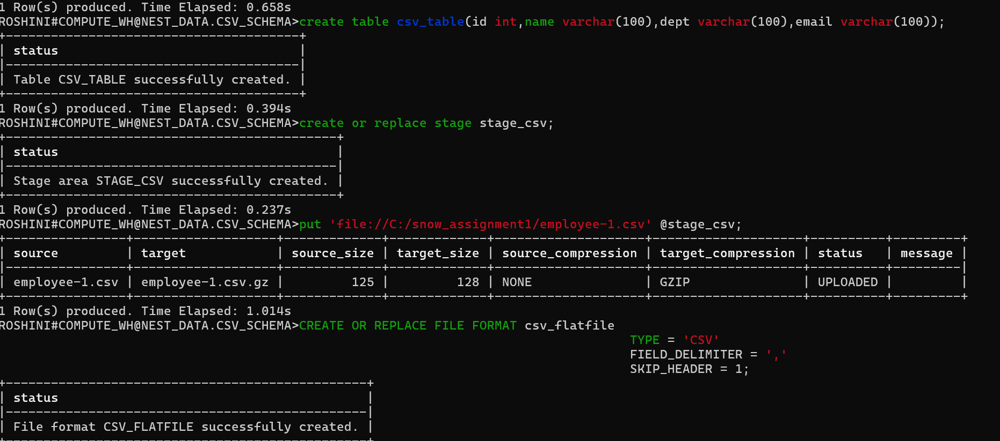 1 Row(s) produced. Time Elapsed: 0.658s
ROSHINI#COMPUTE_WH@NEST_DATA.CSV_SCHEMA>create table csv_table(id int,name varchar(100),dept varchar(100),email varchar(100));
+---------------------------------------+
| status                                |
|---------------------------------------|
| Table CSV_TABLE successfully created. |
+---------------------------------------+
1 Row(s) produced. Time Elapsed: 0.394s
ROSHINI#COMPUTE_WH@NEST_DATA.CSV_SCHEMA>create or replace stage stage_csv;
+--------------------------------------------+
| status                                     |
|--------------------------------------------|
| Stage area STAGE_CSV successfully created. |
+--------------------------------------------+
1 Row(s) produced. Time Elapsed: 0.237s
ROSHINI#COMPUTE_WH@NEST_DATA.CSV_SCHEMA>put 'file://C:/snow_assignment1/employee-1.csv' @stage_csv;
+----------------+-------------------+-------------+-------------+--------------------+--------------------+----------+---------+
| source         | target            | source_size | target_size | source_compression | target_compression | status   | message |
|----------------+-------------------+-------------+-------------+--------------------+--------------------+----------+---------|
| employee-1.csv | employee-1.csv.gz |         125 |         128 | NONE               | GZIP               | UPLOADED |         |
+----------------+-------------------+-------------+-------------+--------------------+--------------------+----------+---------+
1 Row(s) produced. Time Elapsed: 1.014s
ROSHINI#COMPUTE_WH@NEST_DATA.CSV_SCHEMA>CREATE OR REPLACE FILE FORMAT csv_flatfile
TYPE = 'CSV'
FIELD_DELIMITER = ','
SKIP_HEADER = 1;
+------------------------------------------------+
| status                                         |
|------------------------------------------------|
| File format CSV_FLATFILE successfully created. |
+------------------------------------------------+